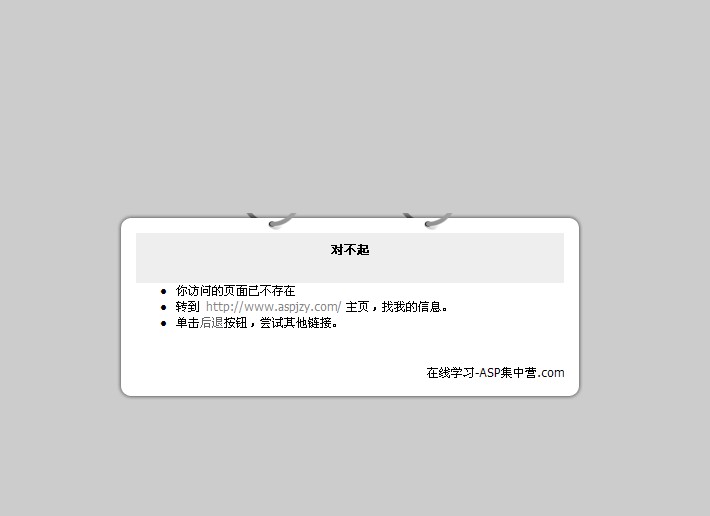 对不起
你访问的页面已不存在
转到 http://www.aspjzy.com/ 主页，找我的信息。
单击后退按钮，尝试其他链接。
在线学习-ASP集中营.com